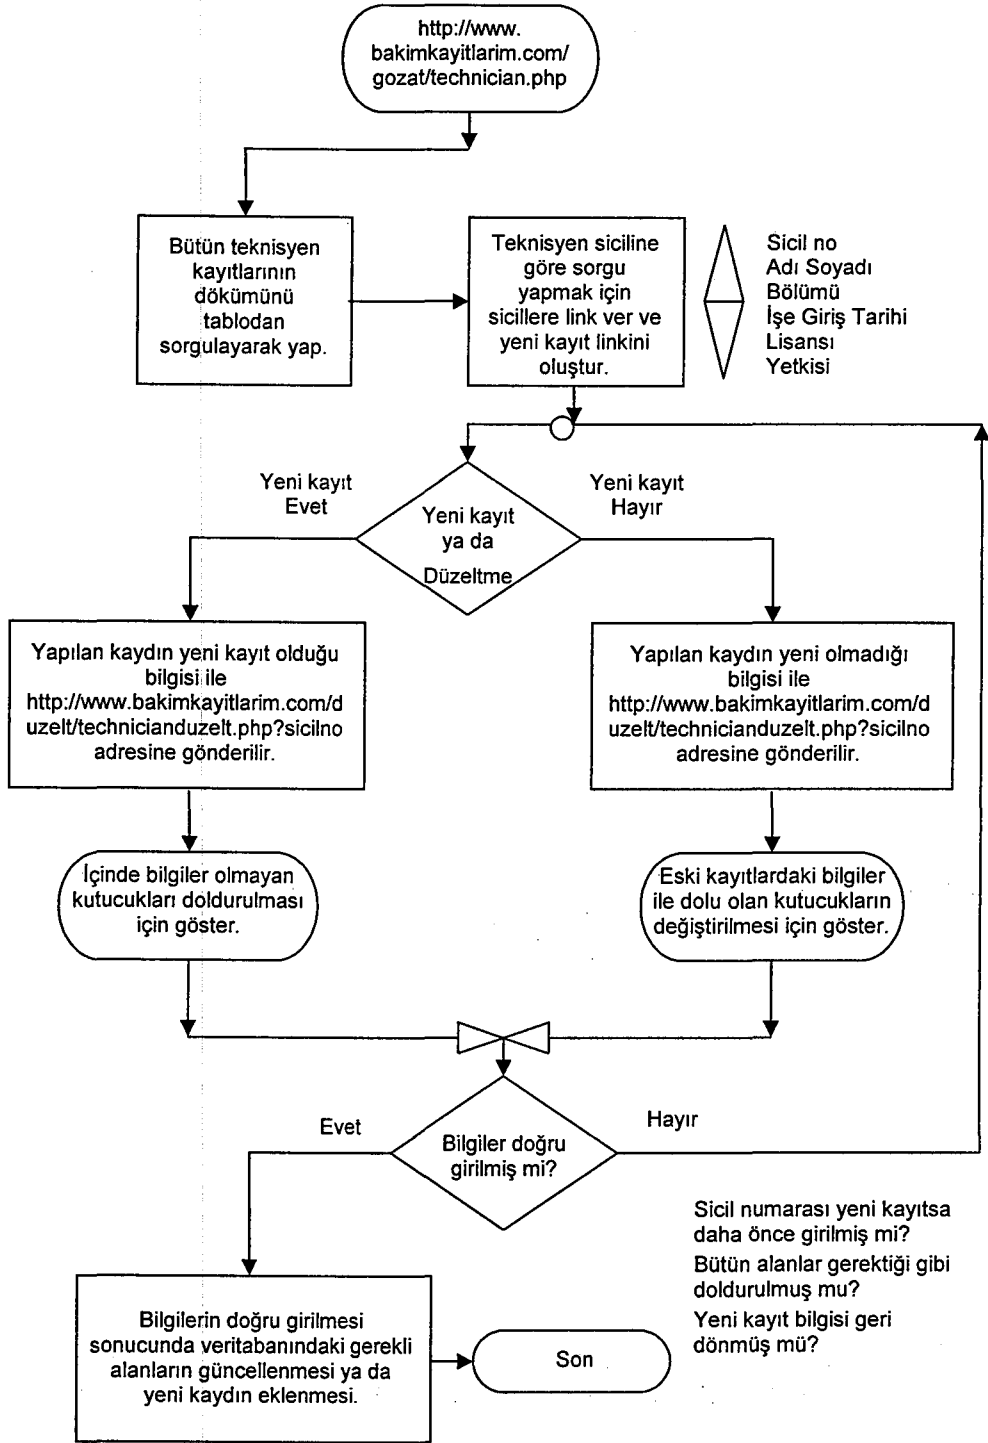 http://www.
bakimkayitlarim.com/
gozat/technician.php
Bütün teknisyen
kayıtlarının
dökümünü
tablodan
sorgulayarak yap.
Teknisyen siciline
göre sorgu
yapmak için
sicillere link ver ve
yeni kayıt linkini
oluştur.
Sicil no
Adı Soyadı
Bölümü
İşe Giriş Tarihi
Lisansı
Yetkisi
Yeni kayıt
Evet
Yeni kayıt
ya da
Düzeltme
Yeni kayıt
Hayır
Yapılan kaydın yeni kayıt olduğu
bilgisi ile
http://www.bakimkayitlarim.com/d
uzelt/technicianduzelt.php?sicilno
adresine gönderilir.
Yapılan kaydın yeni olmadığı
bilgisi ile
http://www.bakimkayitlarim.com/d
uzelt/technicianduzelt.php?sicilno
adresine gönderilir.
İçinde bilgiler olmayan
kutucukları doldurulması
için göster.
Eski kayıtlardaki bilgiler
ile dolu olan kutucukların
değiştirilmesi için göster.
Evet
Bilgiler doğru
girilmiş mi?
Hayır
Sicil numarası yeni kayıtsa
daha önce girilmiş mi?
Bütün alanlar gerektiği gibi
doldurulmuş mu?
Yeni kayıt bilgisi geri
dönmüş mü?
Bilgilerin doğru girilmesi
sonucunda veritabanındaki gerekli
alanların güncellenmesi ya da
yeni kaydın eklenmesi.
Son